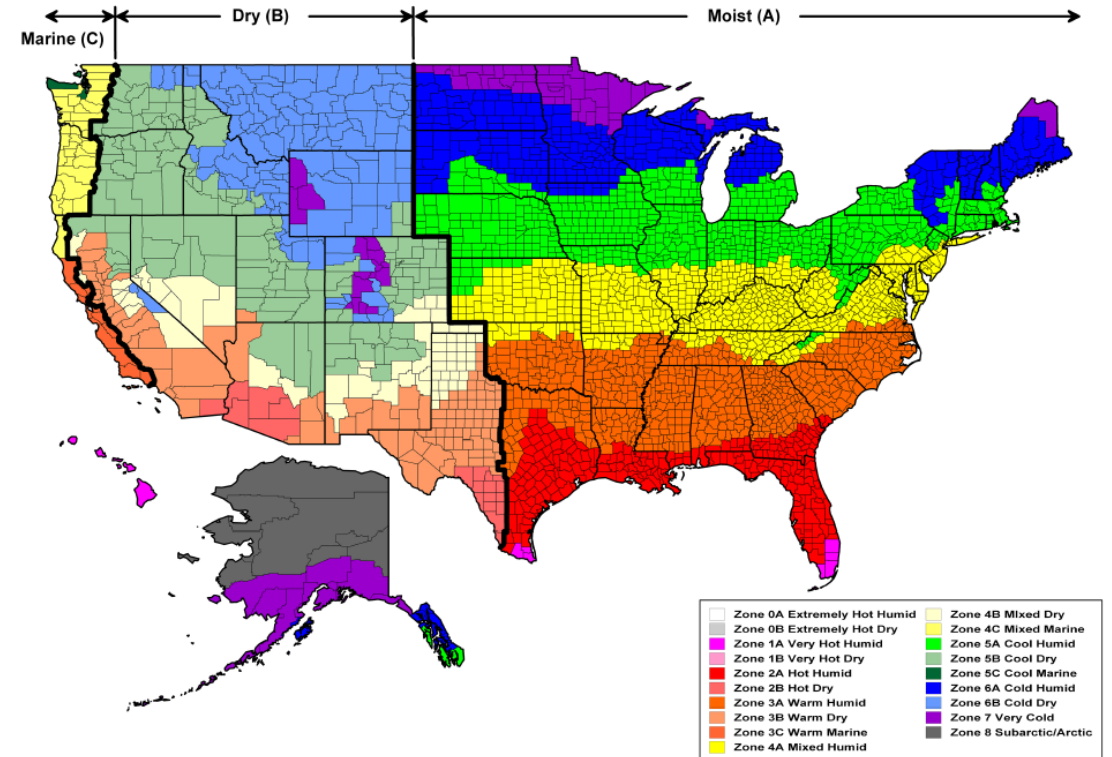 Dry (B)
Moist (A)
Marine (C)
Zone 0A Extremely Hot Humid
Zone 0B Extremely Hot Dry
Zone 1A Very Hot Humid
Zone 1B Very Hot Dry
Zone 2A Hot Humid
Zone 2B Hot Dry
Zone 3A Warm Humid
Zone 3B Warm Dry
Zone 3C Warm Marine
Zone 4A Mixed Humid
Zone 4B MIxed Dry
Zone 4C Mixed Marine
Zone 5A Cool Humid
Zone 5B Cool Dry
Zone 5C Cool Marine
Zone 6A Cold Humid
Zone 6B Cold Dry
Zone 7 Very Cold
Zone 8 Subarctic/Arctic